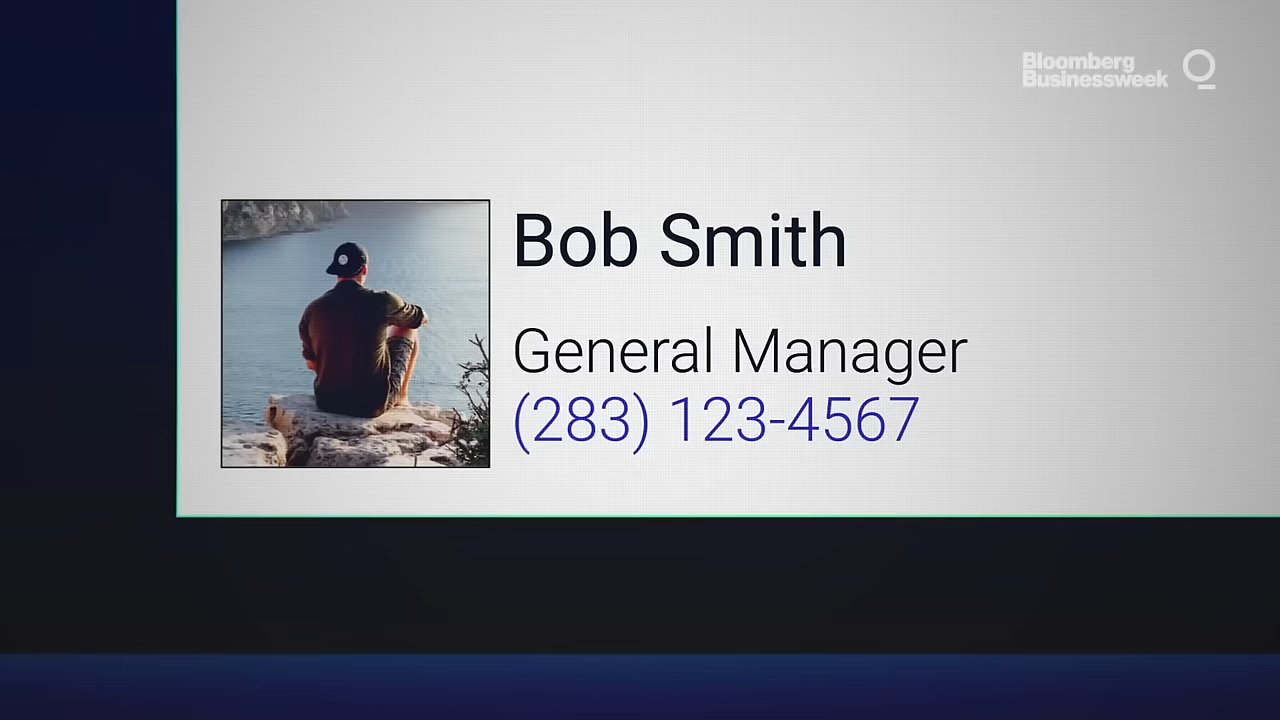 Bloomberg
Businessweek
Bob Smith
General Manager
(283) 123-4567